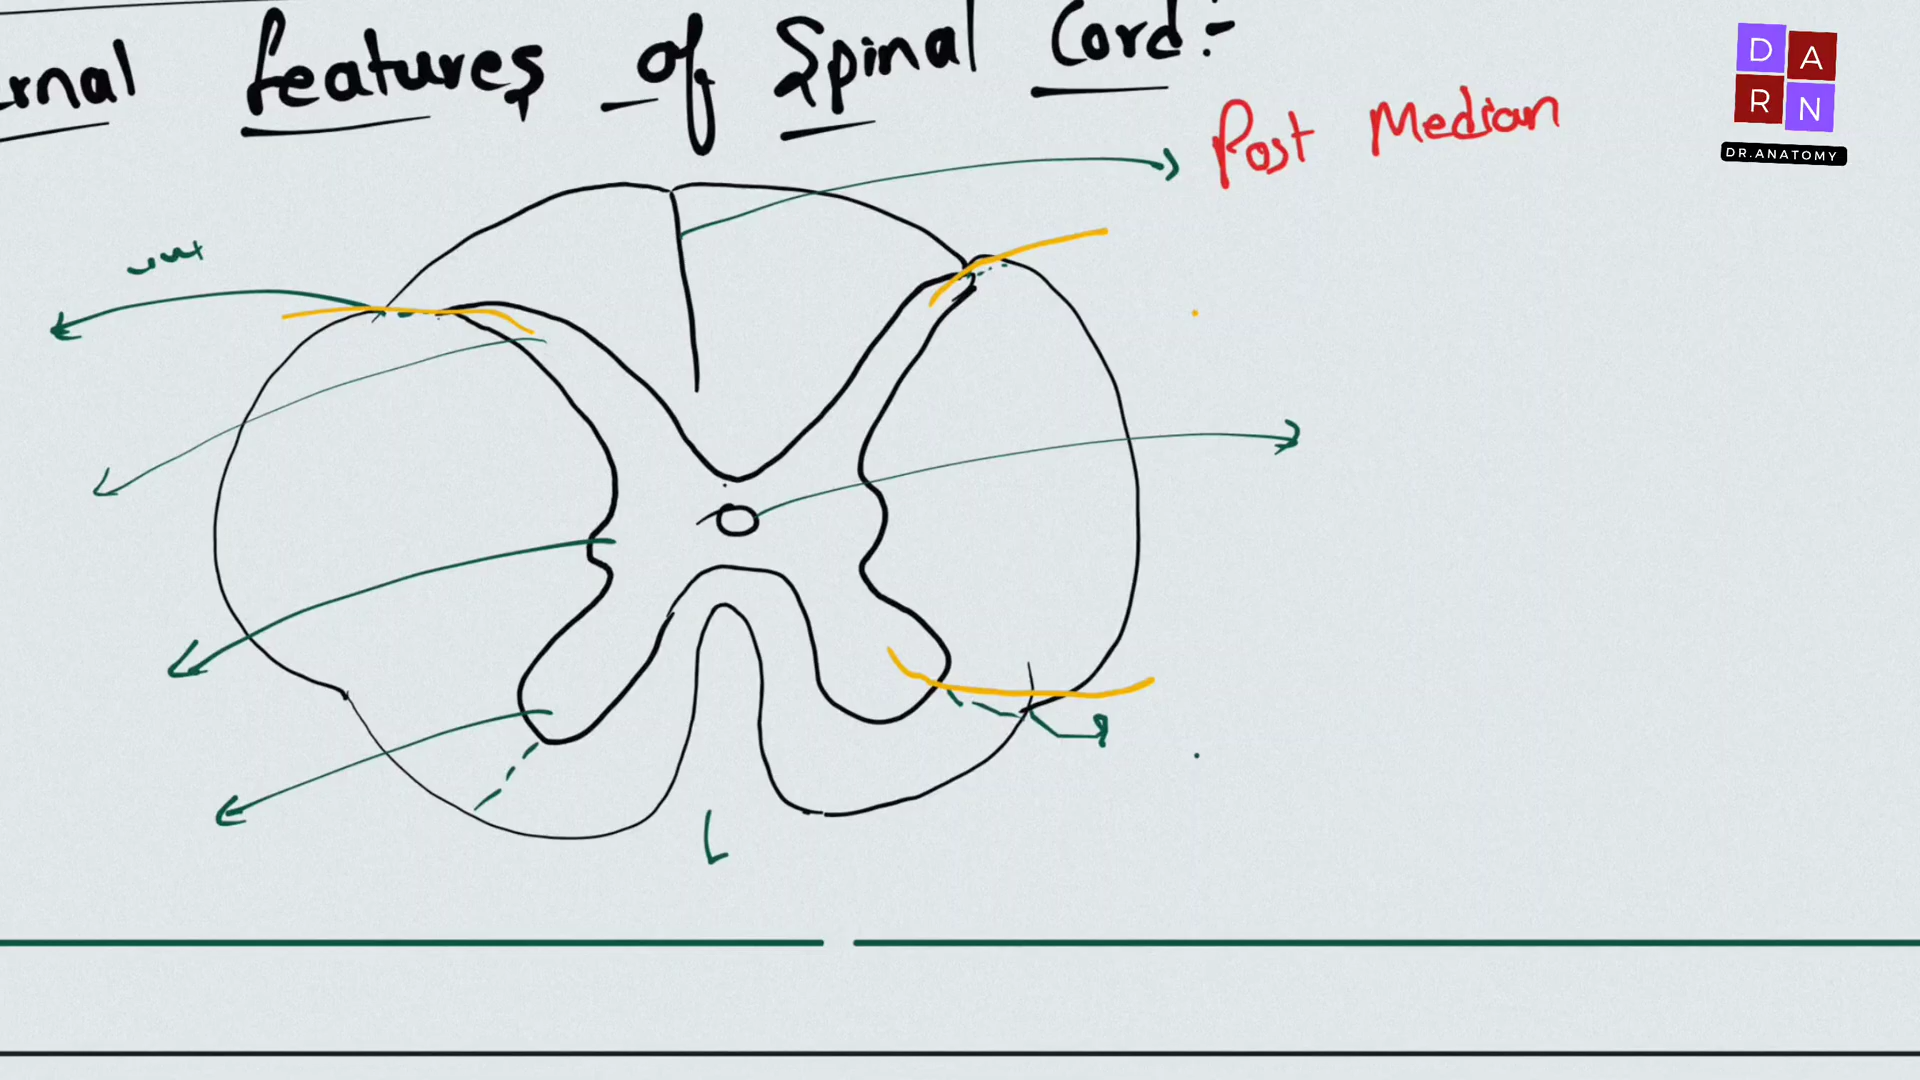 rnal features of Spinal Cord:-
Post Median
D A
R N
DR.ANATOMY